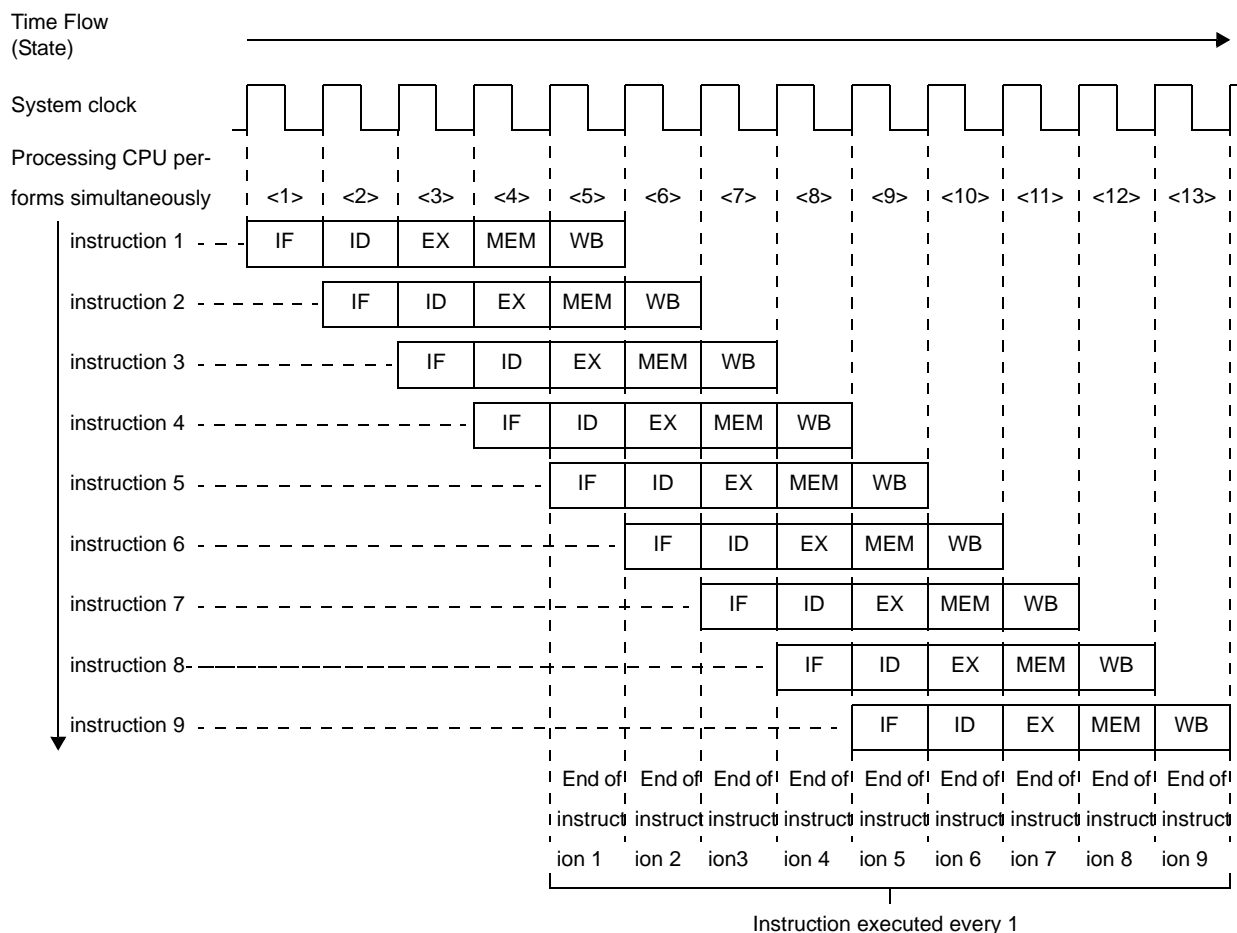 Time Flow
(State)
System clock
Processing CPU per-
forms simultaneously
<1> <2> <3> <4> <5> <6> <7> <8> <9> <10> <11> <12> <13>
instruction 1 IF ID EX MEM WB
instruction 2 IF ID EX MEM WB
instruction 3 IF ID EX MEM WB
instruction 4 IF ID EX MEM WB
instruction 5 IF ID EX MEM WB
instruction 6 IF ID EX MEM WB
instruction 7 IF ID EX MEM WB
instruction 8 IF ID EX MEM WB
instruction 9 IF ID EX MEM WB
End of End of End of End of End of End of End of End of End of
instruct instruct instruct instruct instruct instruct instruct instruct instruct
ion 1 ion 2 ion3 ion 4 ion 5 ion 6 ion 7 ion 8 ion 9
Instruction executed every 1